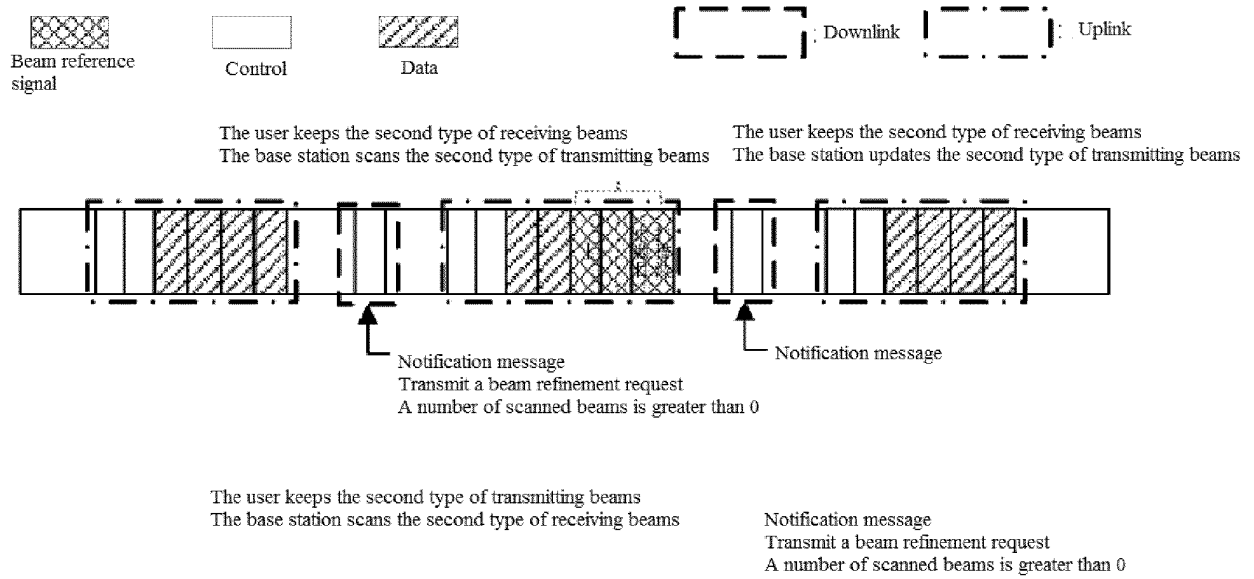 Beam reference
signal
Control
Data
: Downlink
: Uplink
The user keeps the second type of receiving beams
The base station scans the second type of transmitting beams
The user keeps the second type of receiving beams
The base station updates the second type of transmitting beams
Notification message
Transmit a beam refinement request
A number of scanned beams is greater than 0
Notification message
The user keeps the second type of transmitting beams
The base station scans the second type of receiving beams
Notification message
Transmit a beam refinement request
A number of scanned beams is greater than 0